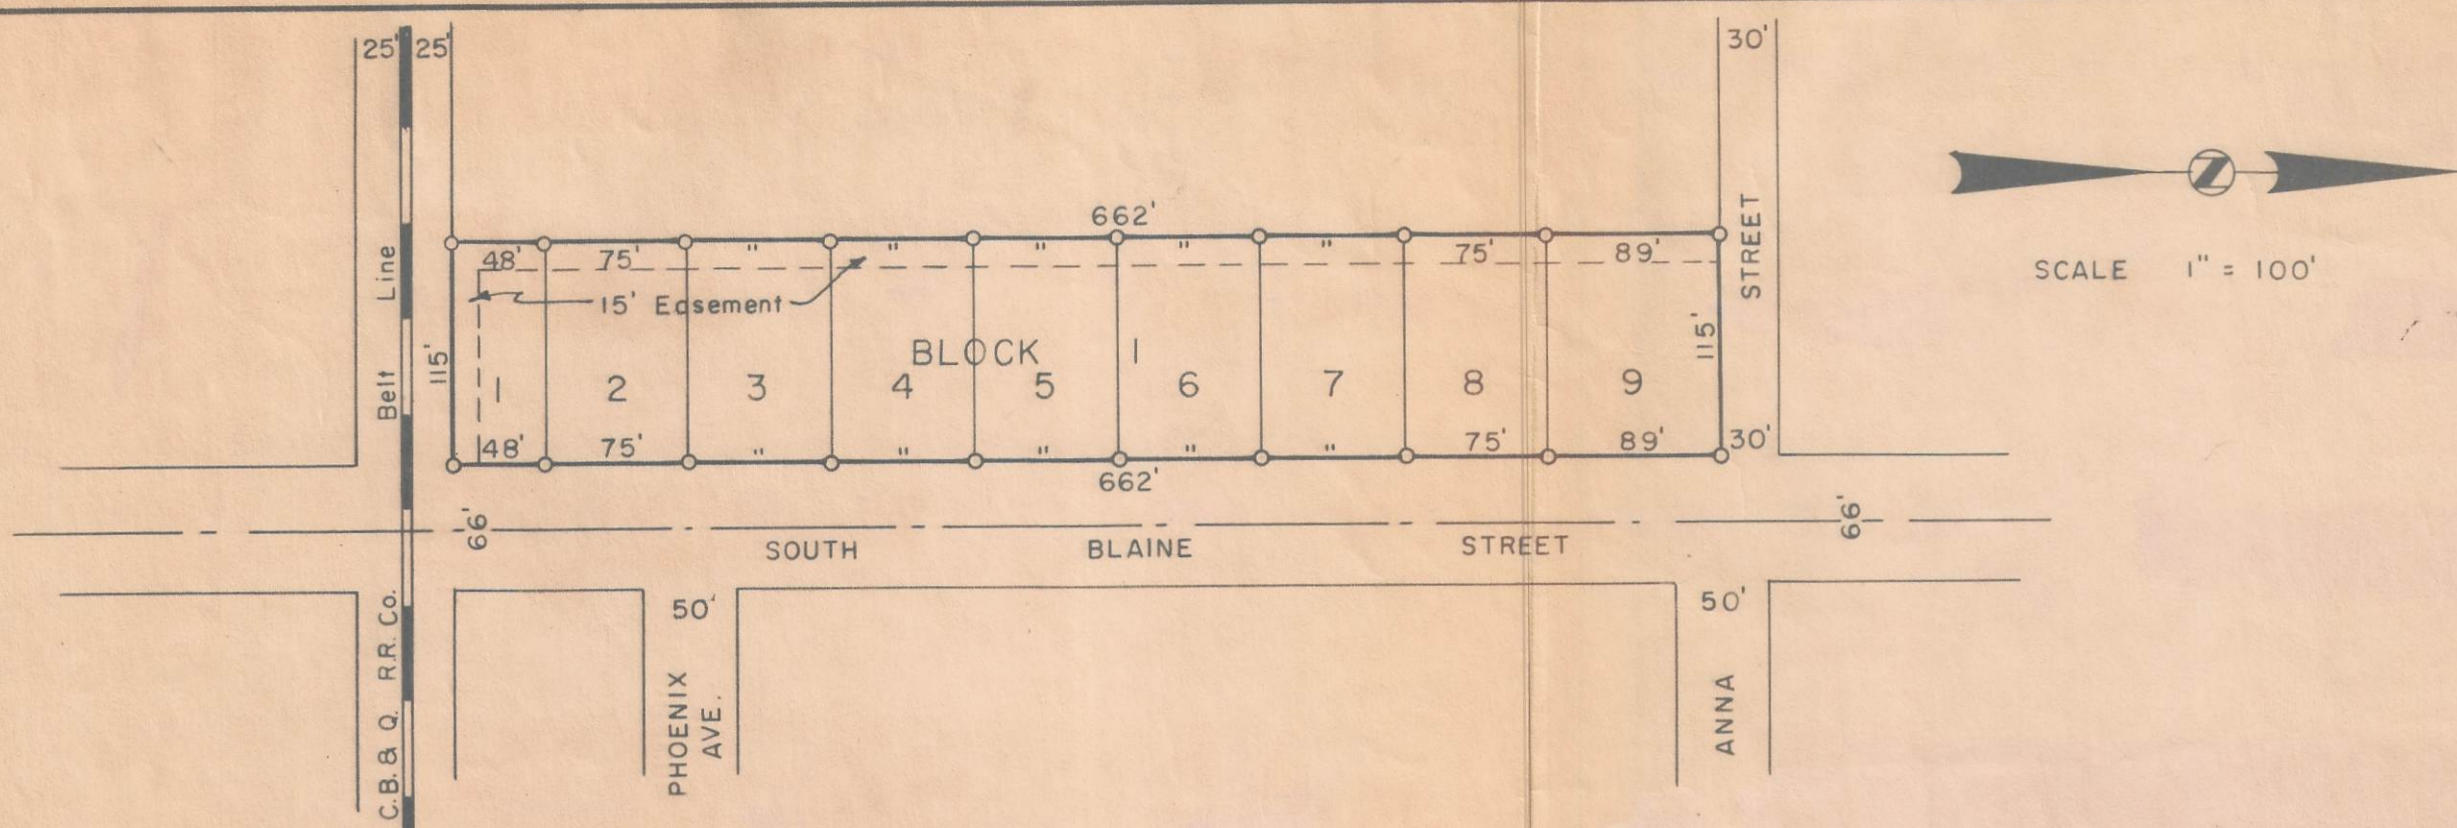 25' 25'
30'
662'
48' 75' " " " " " 75' 89'
15' Easement
BLOCK 1
1 2 3 4 5 6 7 8 9
115'
115'
48' 75' " " " " " 75' 89'
662'
30'
STREET
Belt Line
C.B. & Q. R.R. Co.
66'
66'
SOUTH BLAINE STREET
50'
PHOENIX
AVE.
50'
ANNA
Z
SCALE 1" = 100'